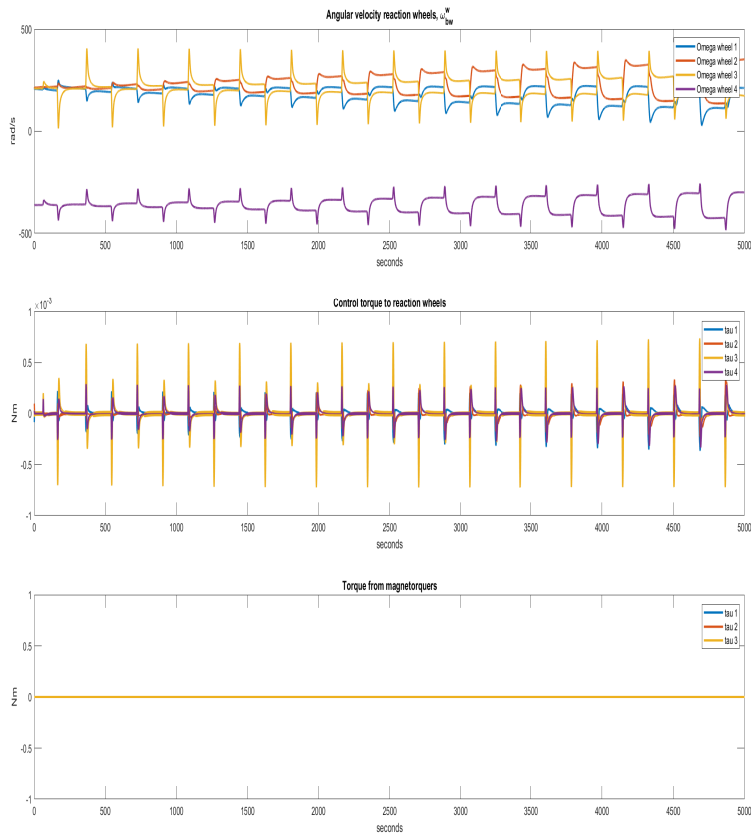 Angular velocity reaction wheels, ω^w_bw
500
0
-500
rad/s
0 500 1000 1500 2000 2500 3000 3500 4000 4500 5000
seconds
Omega wheel 1
Omega wheel 2
Omega wheel 3
Omega wheel 4
Control torque to reaction wheels
×10^-3
1
0.5
0
-0.5
-1
Nm
0 500 1000 1500 2000 2500 3000 3500 4000 4500 5000
seconds
tau 1
tau 2
tau 3
tau 4
Torque from magnetorquers
1
0.5
0
-0.5
-1
Nm
0 500 1000 1500 2000 2500 3000 3500 4000 4500 5000
seconds
tau 1
tau 2
tau 3